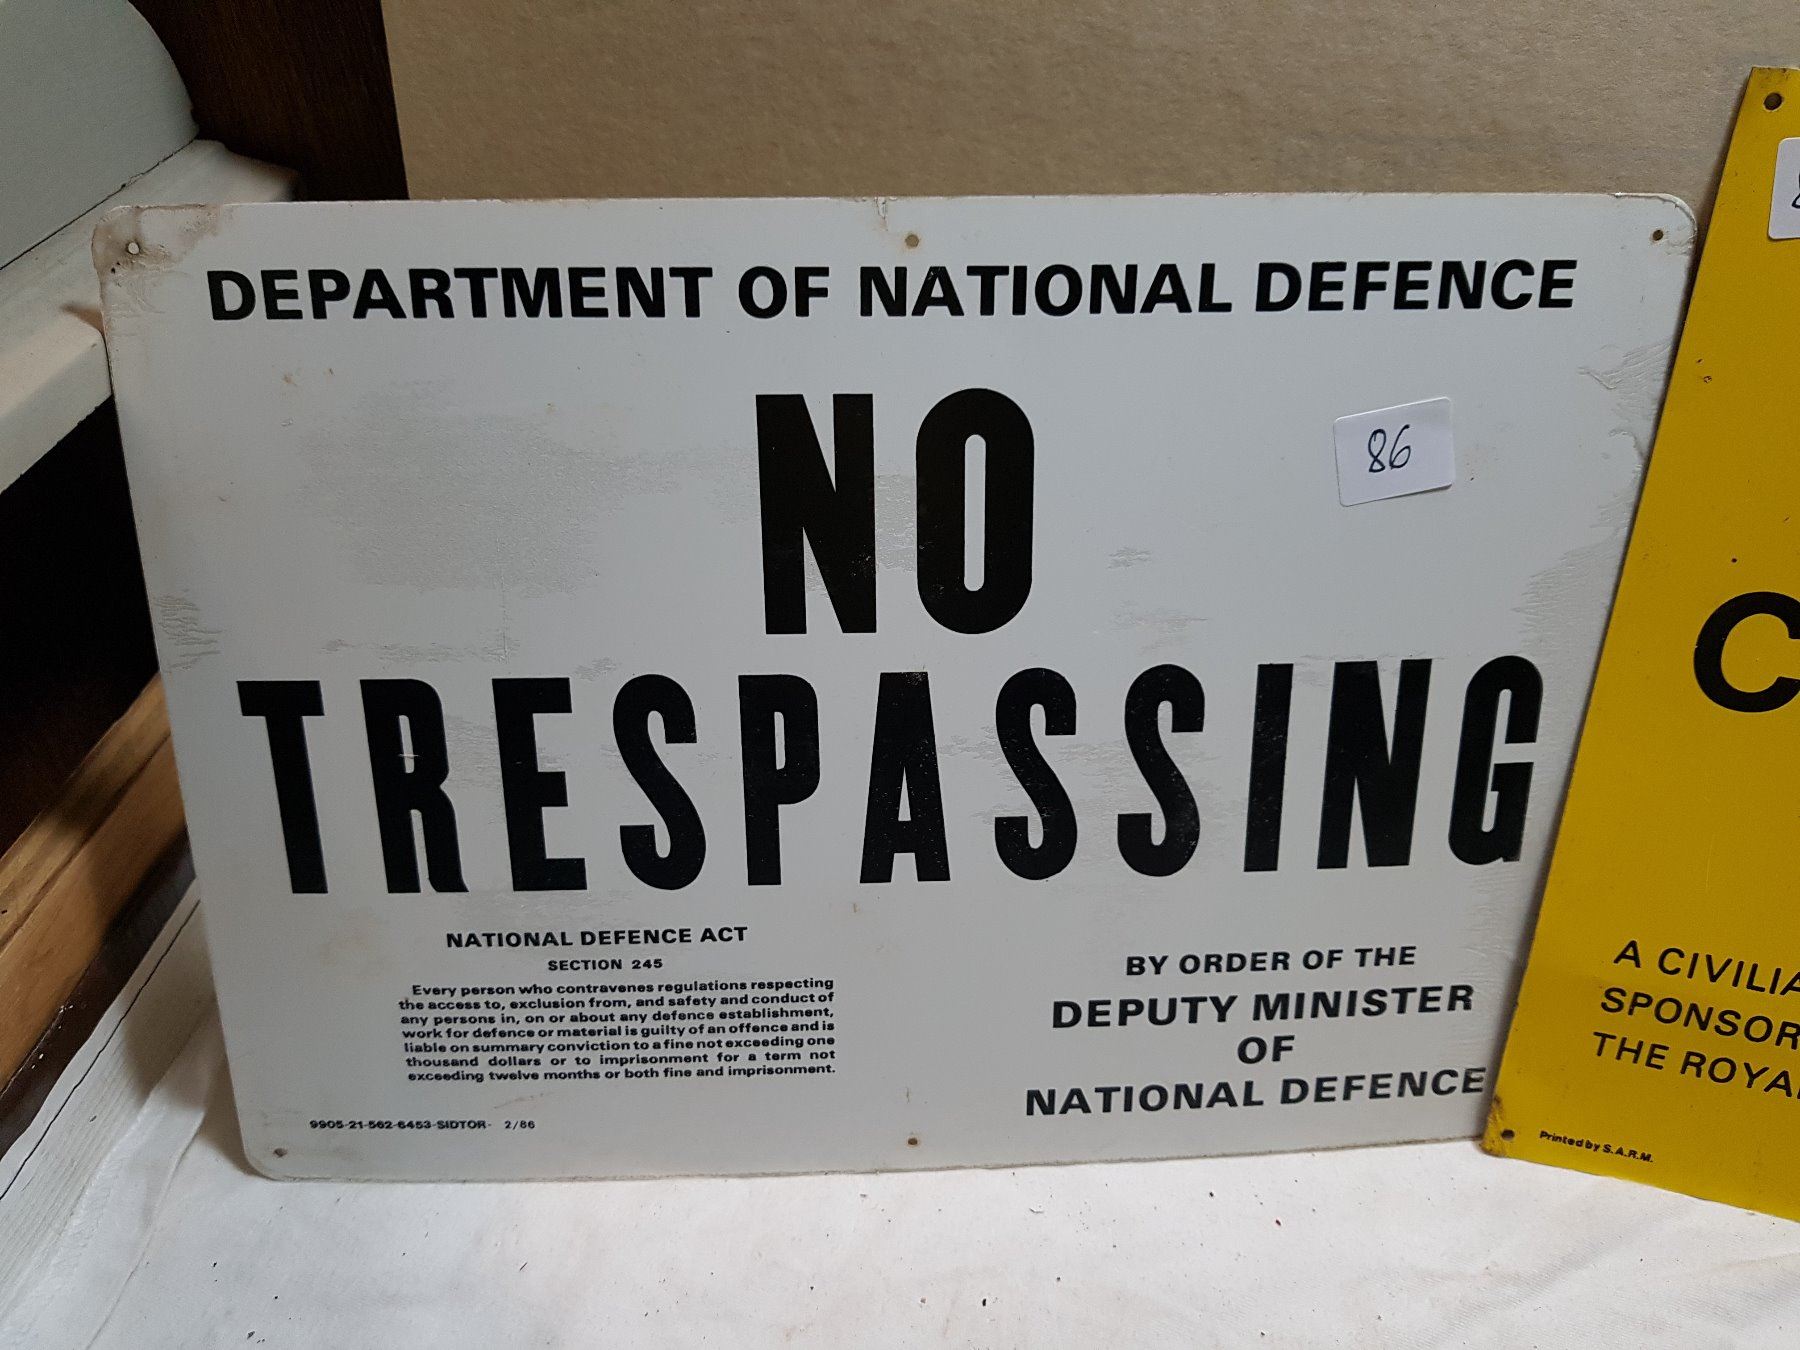 DEPARTMENT OF NATIONAL DEFENCE
NO
86
TRESPASSING
NATIONAL DEFENCE ACT
SECTION 245
Every person who contravenes regulations respecting
the access to, exclusion from, and safety and conduct of
any persons in, on or about any defence establishment,
work for defence or material is guilty of an offence and is
liable on summary conviction to a fine not exceeding one
thousand dollars or to imprisonment for a term not
exceeding twelve months or both fine and imprisonment.
9905-21-562-6453-SIDTOR- 2/86
BY ORDER OF THE
DEPUTY MINISTER
OF
NATIONAL DEFENCE
C
A CIVILIA
SPONSOR
THE ROYA
Printed by S.A.R.M.